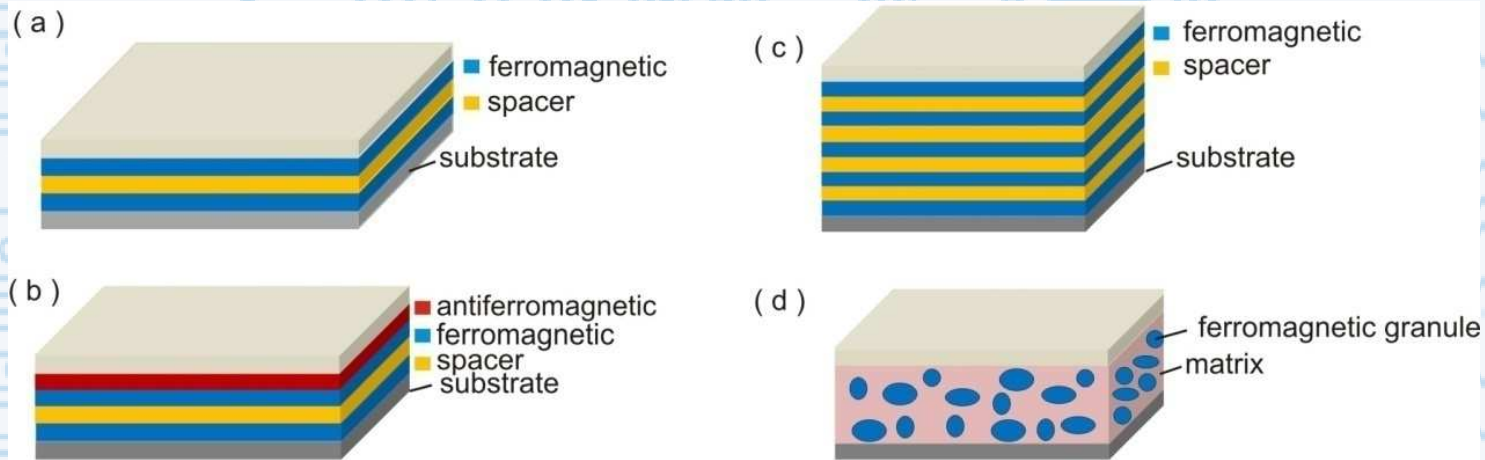 (a)
ferromagnetic
spacer
substrate
(b)
antiferromagnetic
ferromagnetic
spacer
substrate
(c)
ferromagnetic
spacer
substrate
(d)
ferromagnetic granule
matrix